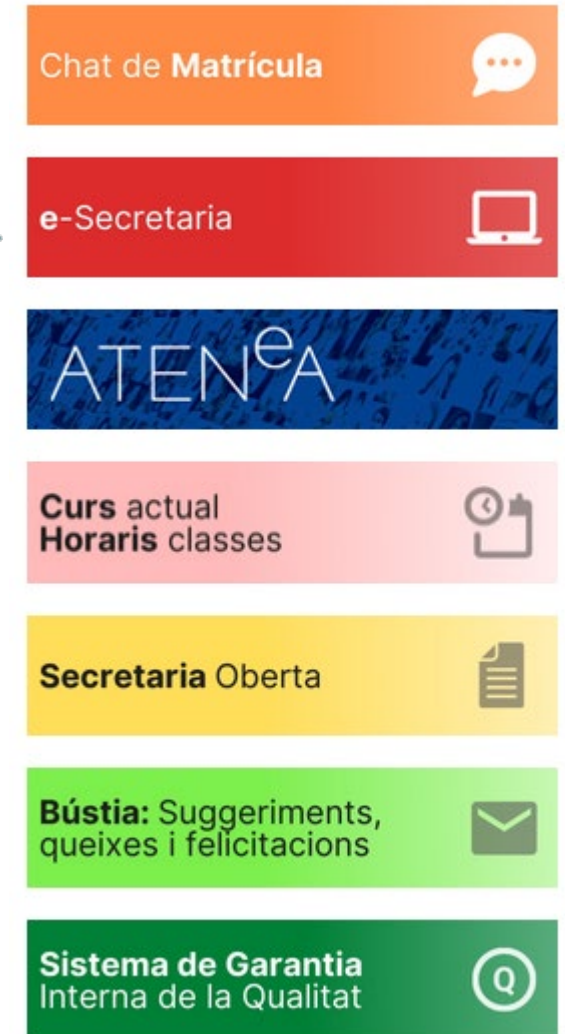 Chat de Matrícula
e-Secretaria
ATENeA
Curs actual
Horaris classes
Secretaria Oberta
Bústia: Suggeriments,
queixes i felicitacions
Sistema de Garantia
Interna de la Qualitat
Q